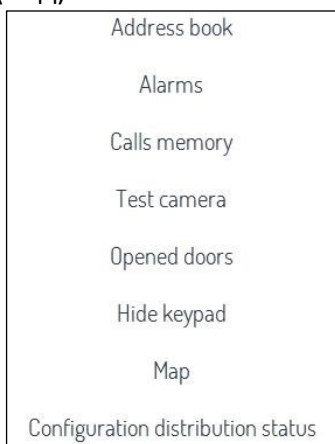 Address book
Alarms
Calls memory
Test camera
Opened doors
Hide keypad
Map
Configuration distribution status